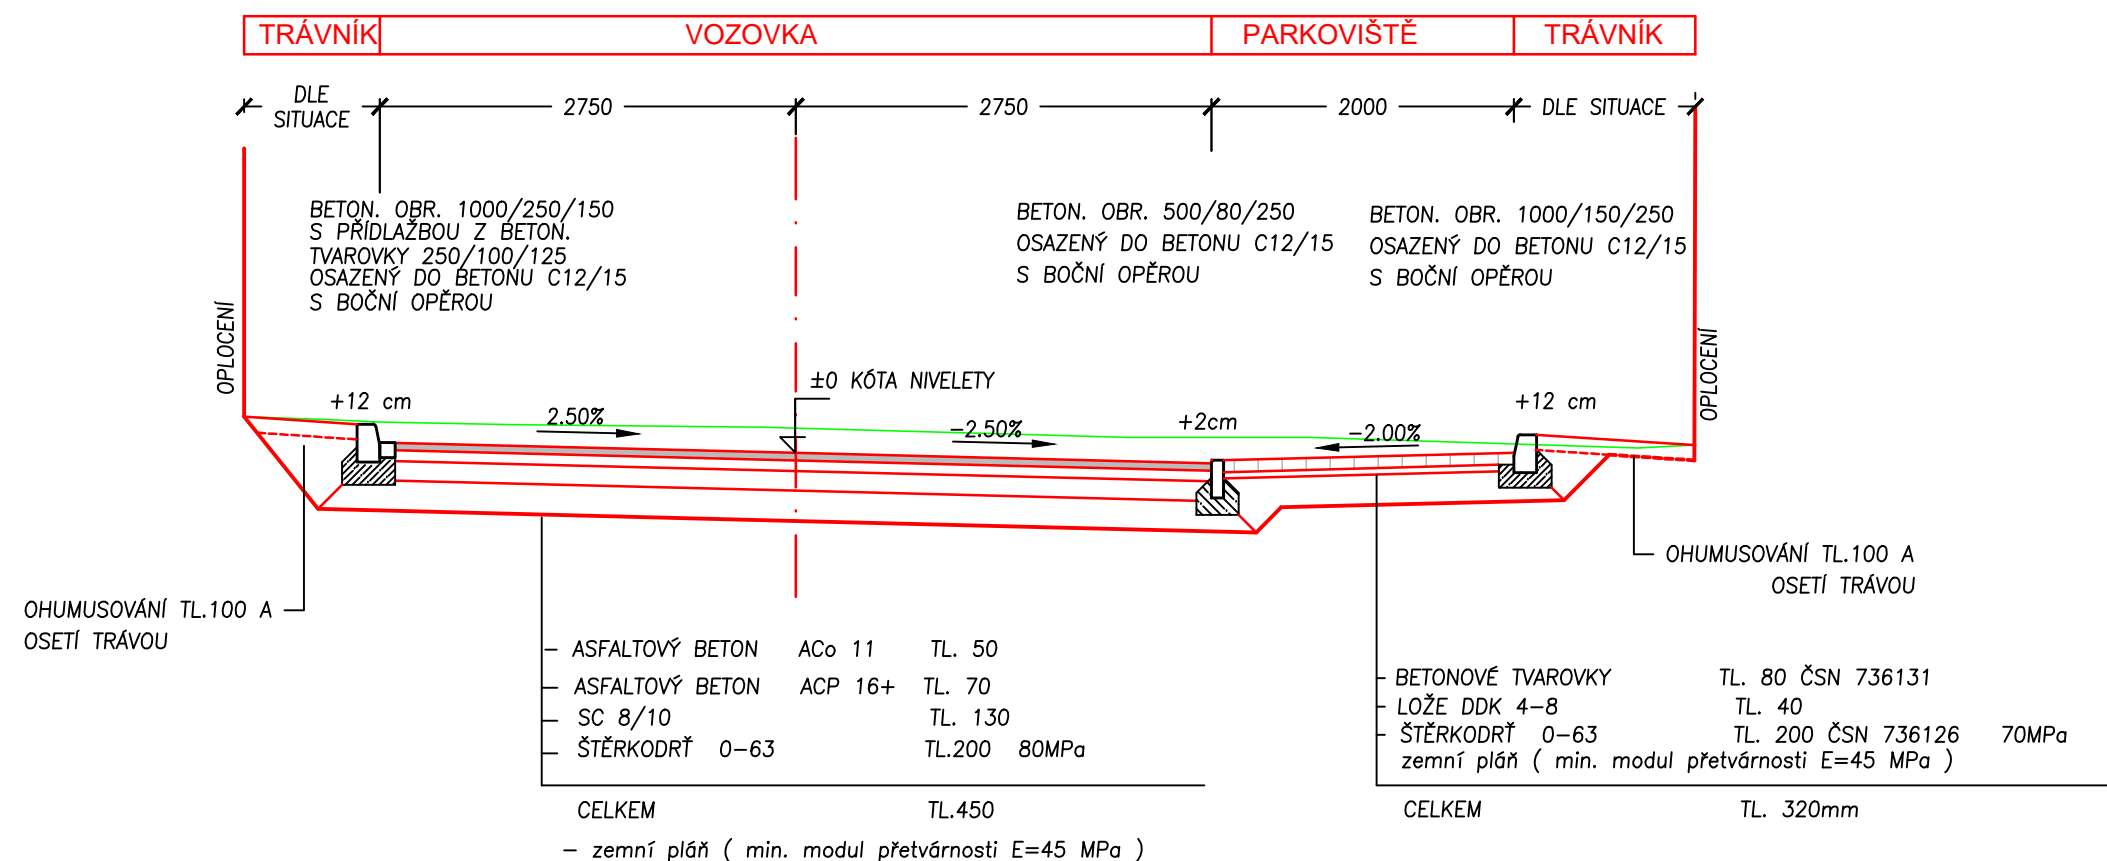 TRÁVNÍK VOZOVKA PARKOVIŠTĚ TRÁVNÍK
DLE
SITUACE
2750
2750
2000
DLE SITUACE
BETON. OBR. 1000/250/150
S PŘÍDLAŽBOU Z BETON.
TVAROVKY 250/100/125
OSAZENÝ DO BETONU C12/15
S BOČNÍ OPĚROU
BETON. OBR. 500/80/250
OSAZENÝ DO BETONU C12/15
S BOČNÍ OPĚROU
BETON. OBR. 1000/150/250
OSAZENÝ DO BETONU C12/15
S BOČNÍ OPĚROU
OPLOCENÍ
OPLOCENÍ
±0 KÓTA NIVELETY
+12 cm
2.50%
-2.50%
+2cm
-2.00%
+12 cm
OHUMUSOVÁNÍ TL.100 A
OSETÍ TRÁVOU
OHUMUSOVÁNÍ TL.100 A
OSETÍ TRÁVOU
- ASFALTOVÝ BETON ACo 11 TL. 50
- ASFALTOVÝ BETON ACP 16+ TL. 70
- SC 8/10 TL. 130
- ŠTĚRKODRŤ 0-63 TL.200 80MPa
CELKEM TL.450
- zemní pláň ( min. modul přetvárnosti E=45 MPa )
- BETONOVÉ TVAROVKY TL. 80 ČSN 736131
- LOŽE DDK 4-8 TL. 40
- ŠTĚRKODRŤ 0-63 TL. 200 ČSN 736126 70MPa
zemní pláň ( min. modul přetvárnosti E=45 MPa )
CELKEM TL. 320mm